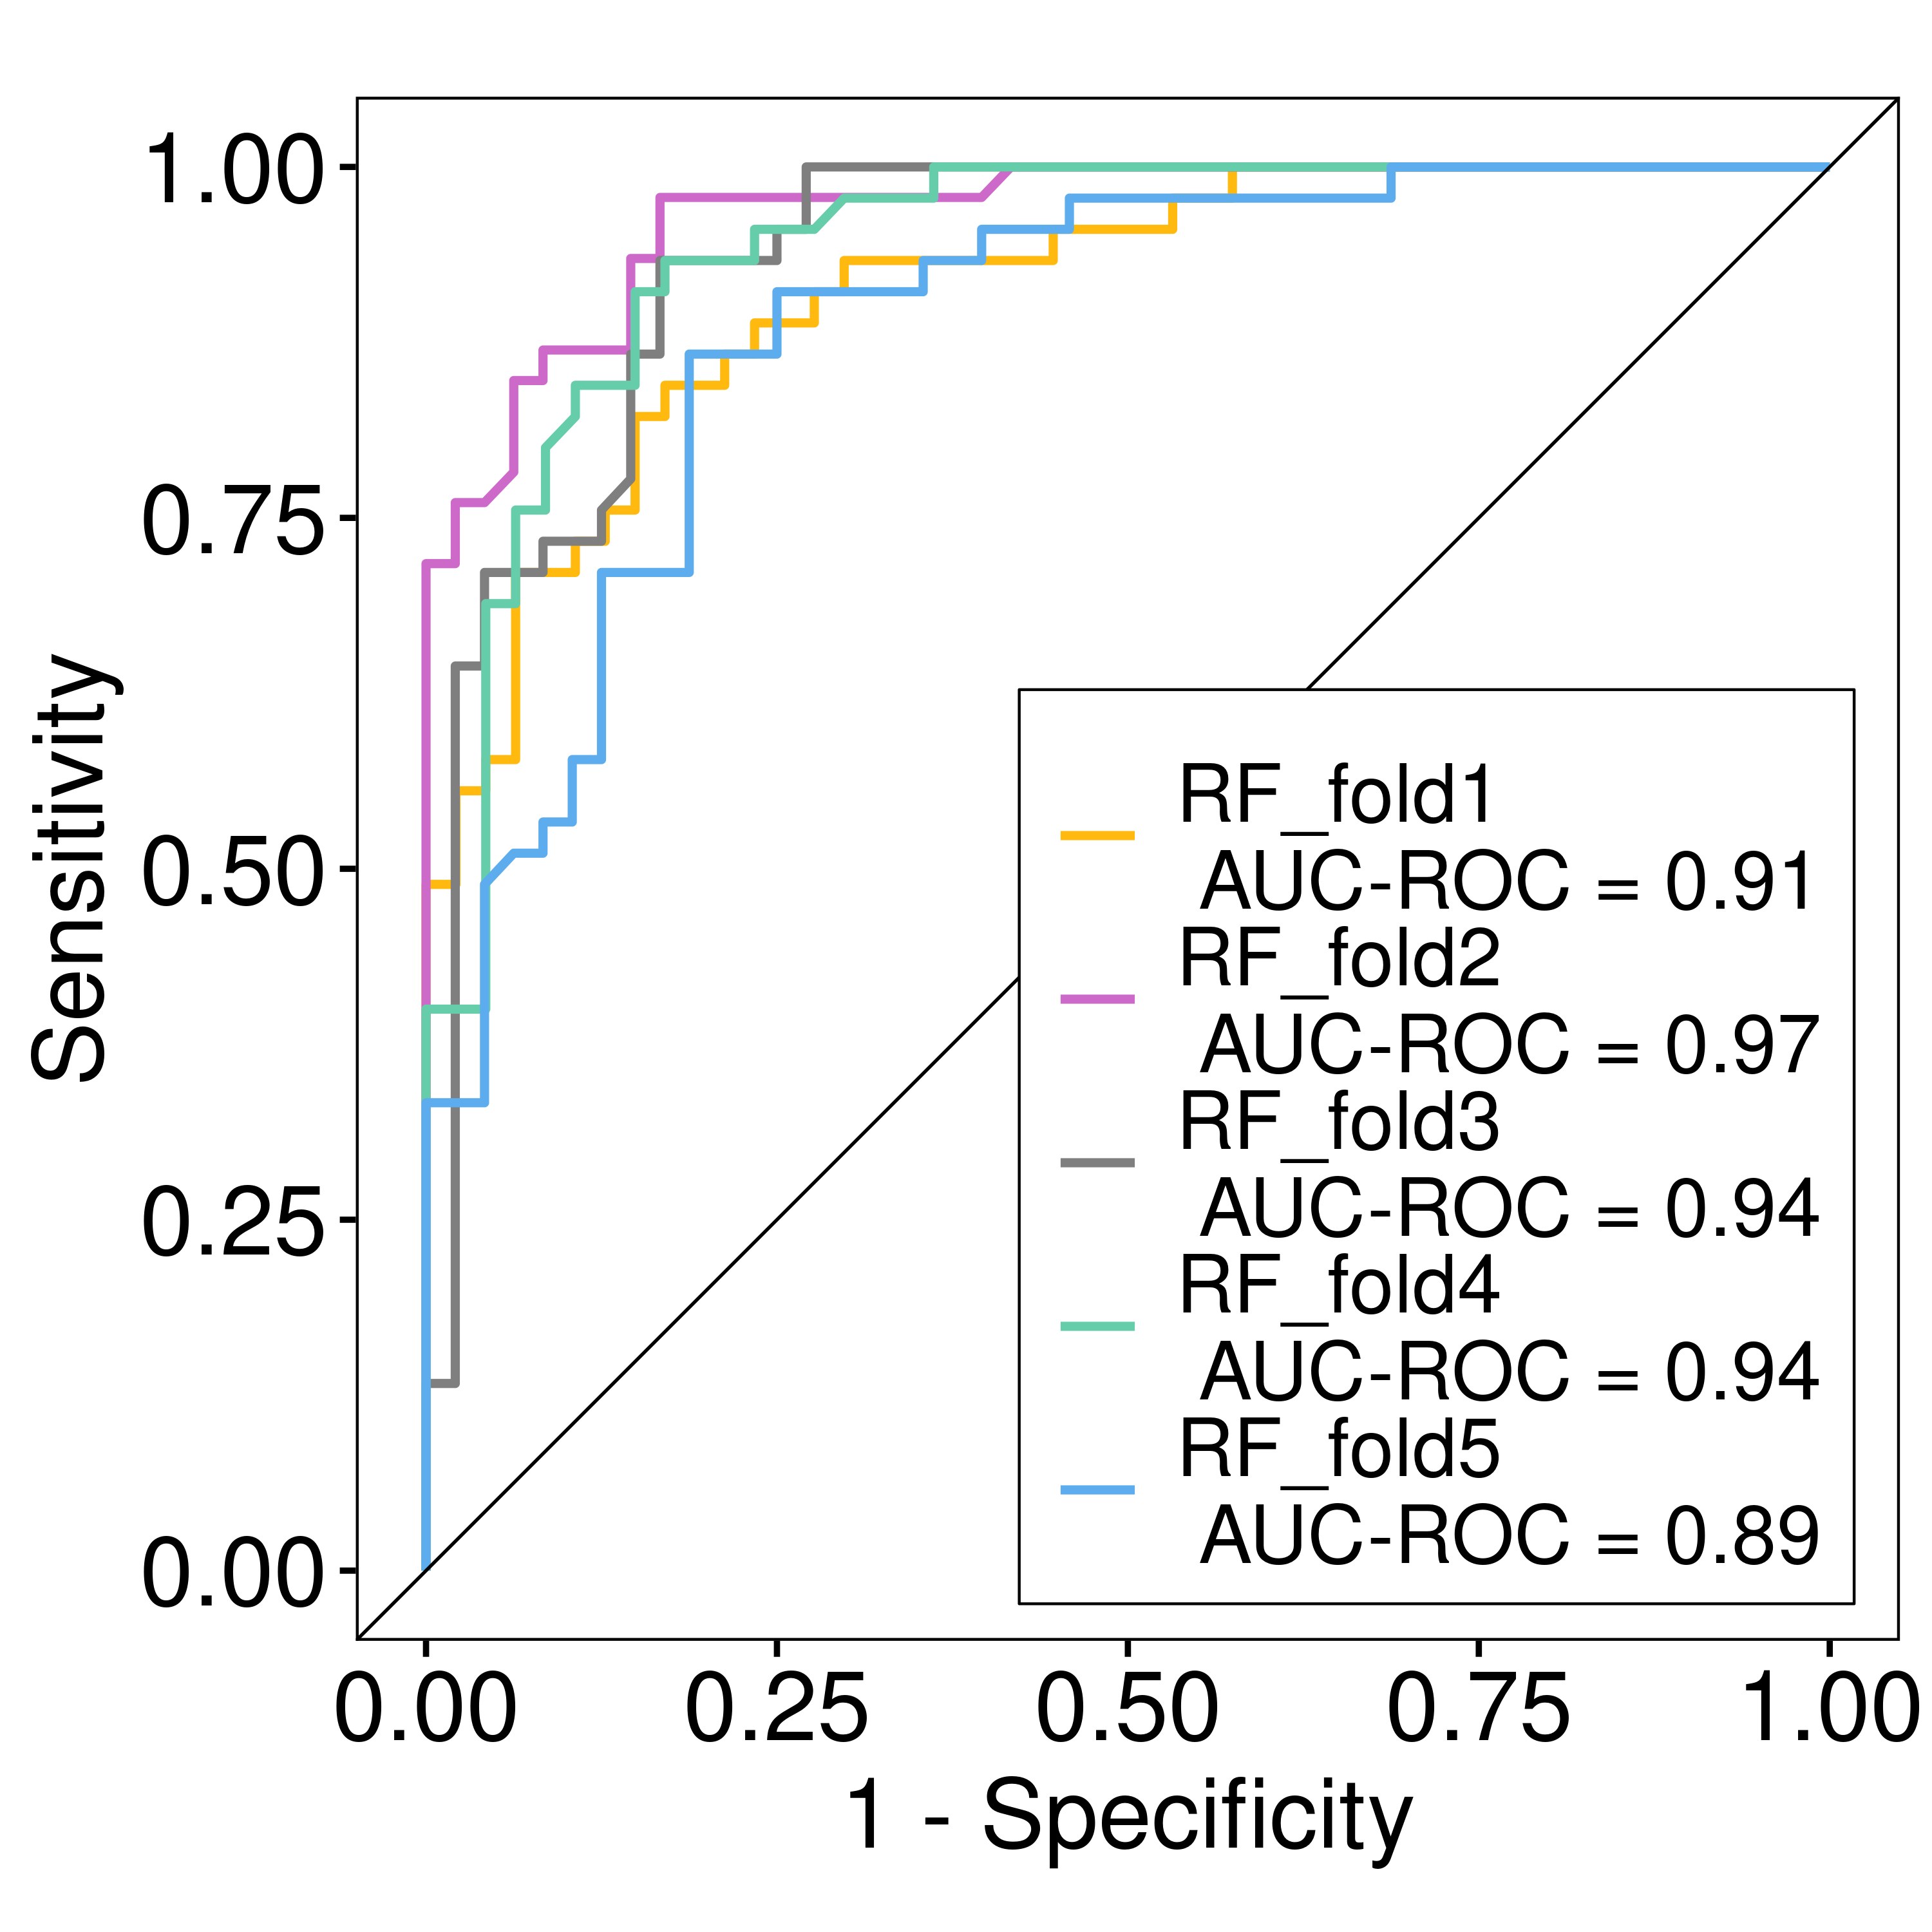 1.00
0.75
0.50
0.25
0.00
Sensitivity
RF_fold1
AUC-ROC = 0.91
RF_fold2
AUC-ROC = 0.97
RF_fold3
AUC-ROC = 0.94
RF_fold4
AUC-ROC = 0.94
RF_fold5
AUC-ROC = 0.89
0.00 0.25 0.50 0.75 1.00
1 - Specificity